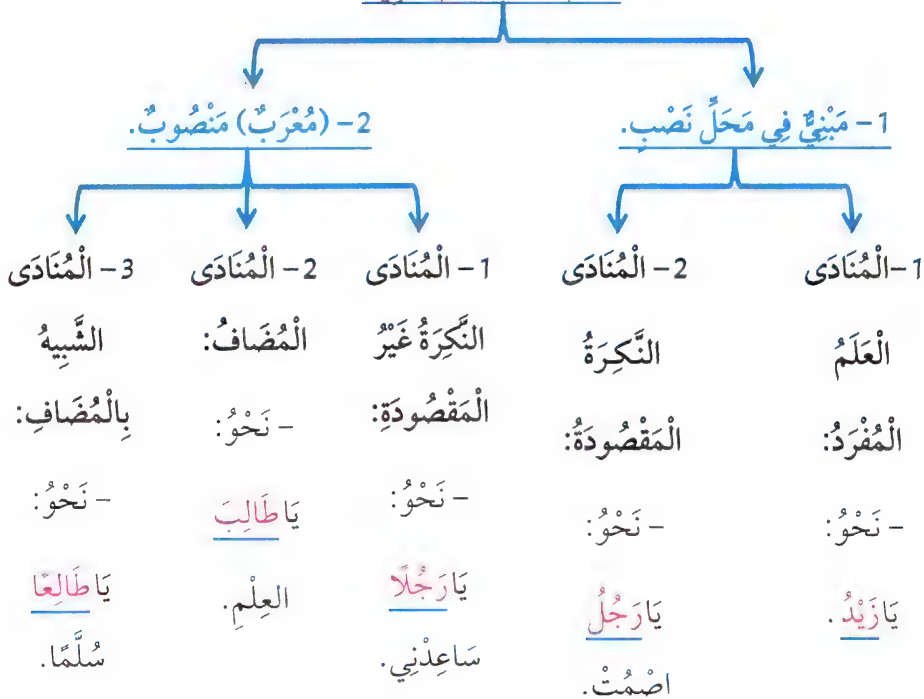 1- مَبْنِيٌّ فِي مَحَلِّ نَصْبٍ.
2- (مُعْرَبٌ) مَنْصُوبٌ.
1- الْمُنَادَى
الْعَلَمُ
الْمُفْرَدُ:
- نَحْوُ:
يَا زَيْدُ.
2- الْمُنَادَى
النَّكِرَةُ
الْمَقْصُودَةُ:
- نَحْوُ:
يَا رَجُلُ
اصْمُتْ.
1- الْمُنَادَى
النَّكِرَةُ غَيْرُ
الْمَقْصُودَةِ:
- نَحْوُ:
يَا رَجُلًا
سَاعِدْنِي.
2- الْمُنَادَى
الْمُضَافُ:
- نَحْوُ:
يَا طَالِبَ
العِلْمِ.
3- الْمُنَادَى
الشَّبِيهُ
بِالْمُضَافِ:
- نَحْوُ:
يَا طَالِعًا
سُلَّمًا.